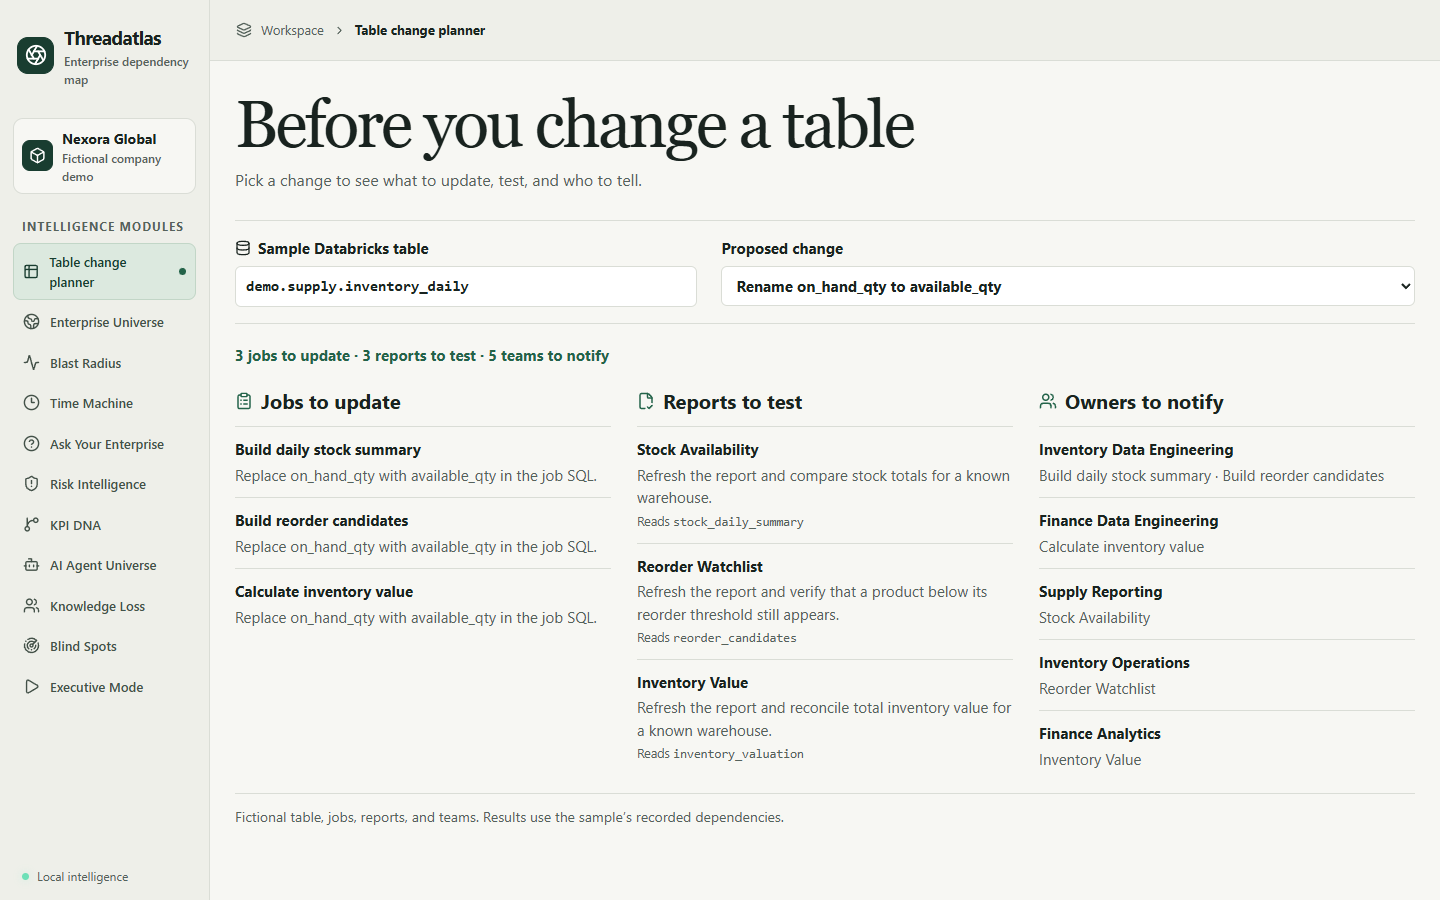 Threadatlas
Enterprise dependency
map
Nexora Global
Fictional company
demo
INTELLIGENCE MODULES
Table change
planner
Enterprise Universe
Blast Radius
Time Machine
Ask Your Enterprise
Risk Intelligence
KPI DNA
AI Agent Universe
Knowledge Loss
Blind Spots
Executive Mode
Local intelligence
Workspace > Table change planner
Before you change a table
Pick a change to see what to update, test, and who to tell.
Sample Databricks table
demo.supply.inventory_daily
Proposed change
Rename on_hand_qty to available_qty
3 jobs to update · 3 reports to test · 5 teams to notify
Jobs to update
Build daily stock summary
Replace on_hand_qty with available_qty in the job SQL.
Build reorder candidates
Replace on_hand_qty with available_qty in the job SQL.
Calculate inventory value
Replace on_hand_qty with available_qty in the job SQL.
Reports to test
Stock Availability
Refresh the report and compare stock totals for a known
warehouse.
Reads stock_daily_summary
Reorder Watchlist
Refresh the report and verify that a product below its
reorder threshold still appears.
Reads reorder_candidates
Inventory Value
Refresh the report and reconcile total inventory value for
a known warehouse.
Reads inventory_valuation
Owners to notify
Inventory Data Engineering
Build daily stock summary · Build reorder candidates
Finance Data Engineering
Calculate inventory value
Supply Reporting
Stock Availability
Inventory Operations
Reorder Watchlist
Finance Analytics
Inventory Value
Fictional table, jobs, reports, and teams. Results use the sample's recorded dependencies.